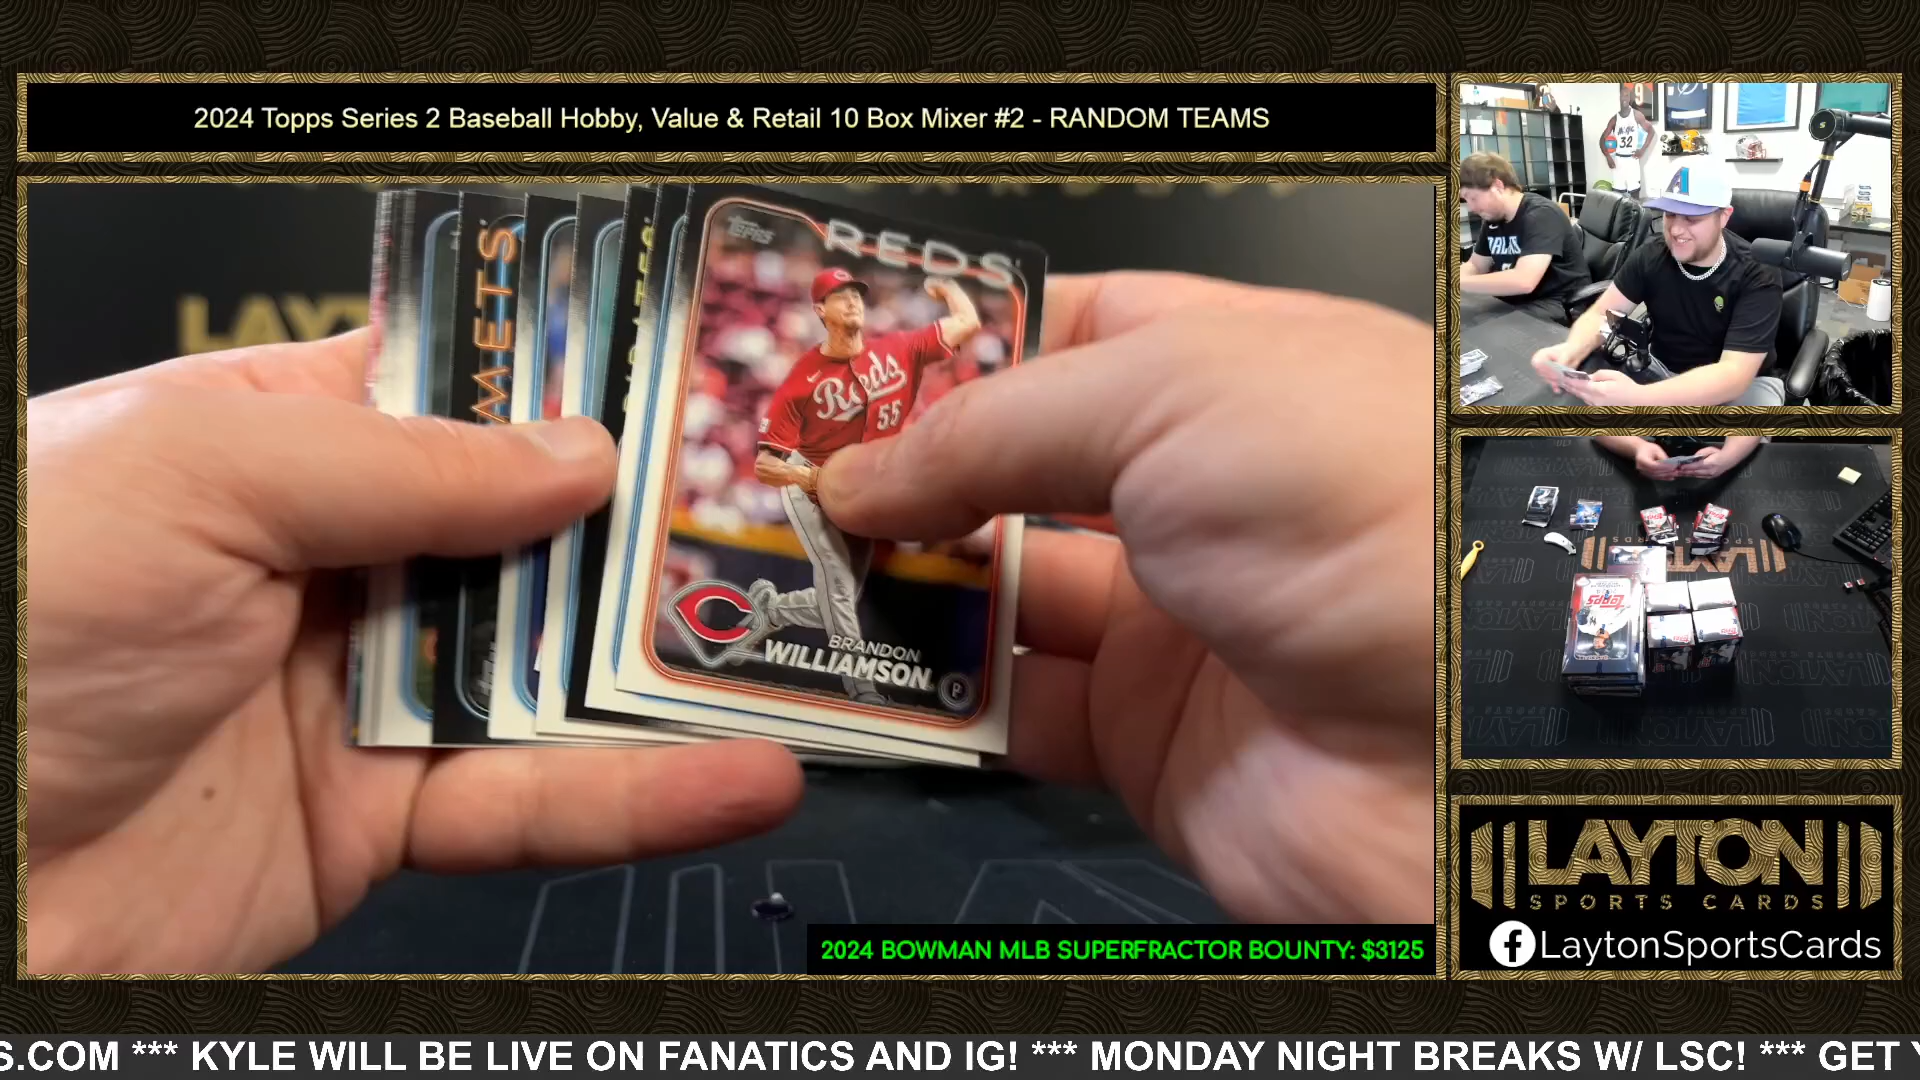 2024 Topps Series 2 Baseball Hobby, Value & Retail 10 Box Mixer #2 - RANDOM TEAMS
TOPPS
REDS
METS
Reds
55
BRANDON
WILLIAMSON
P
32
2024 BOWMAN MLB SUPERFRACTOR BOUNTY: $3125
LAYTON
SPORTS CARDS
LaytonSportsCards
S.COM *** KYLE WILL BE LIVE ON FANATICS AND IG! *** MONDAY NIGHT BREAKS W/ LSC! *** GET